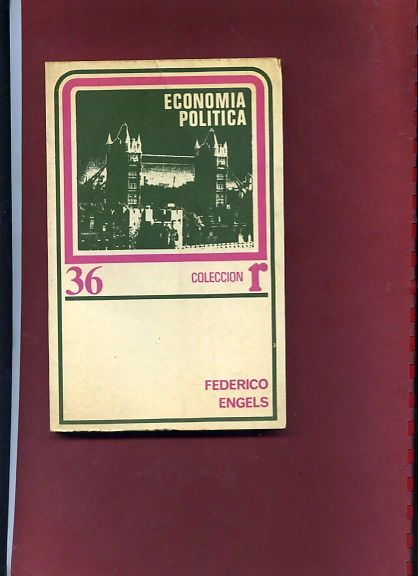 ECONOMIA
POLITICA
36 COLECCION r
FEDERICO
ENGELS